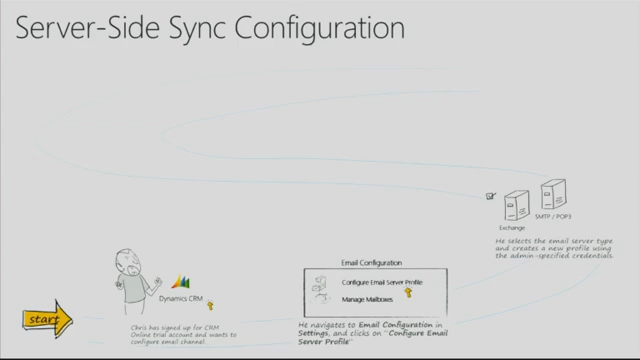 Server-Side Sync Configuration
Exchange
SMTP / POP3
He selects the email server type
and creates a new profile using
the admin-specified credentials.
Email Configuration
Configure Email Server Profile
Manage Mailboxes
Dynamics CRM
start
Chris has signed up for CRM
Online trial account and wants to
configure email channel.
He navigates to Email Configuration in
Settings, and clicks on "Configure Email
Server Profile"